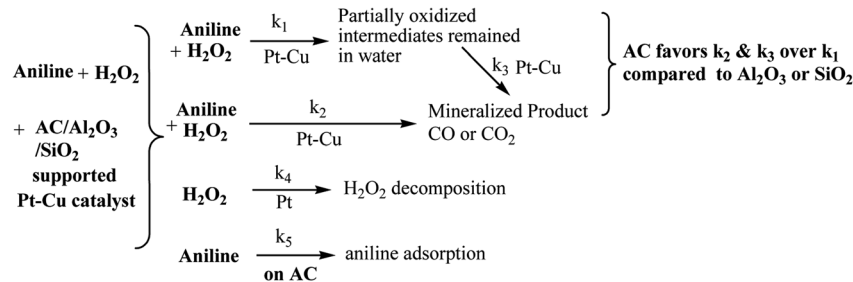 Aniline + H₂O₂
+ AC/Al₂O₃
/SiO₂
supported
Pt-Cu catalyst
Aniline
+ H₂O₂
k₁
Pt-Cu
Partially oxidized
intermediates remained
in water
k₃ Pt-Cu
Aniline
+ H₂O₂
k₂
Pt-Cu
Mineralized Product
CO or CO₂
H₂O₂
k₄
Pt
H₂O₂ decomposition
Aniline
k₅
on AC
aniline adsorption
AC favors k₂ & k₃ over k₁
compared to Al₂O₃ or SiO₂